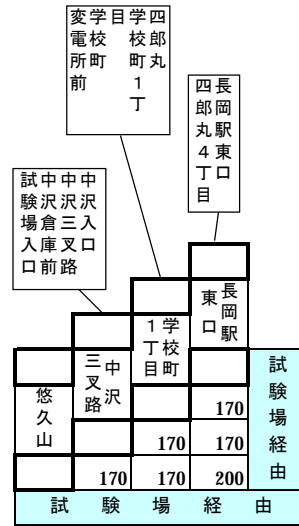 四郎丸
学校町１丁
目
学校町
変電所前
長岡駅東口
四郎丸４丁目
中沢入口
中沢三叉路
中沢倉庫前
試験場入口
長岡駅
東口
学校町
１丁目
中沢
三叉路
悠久山
試験場経由
170
170 170
170 170 200
試験場経由